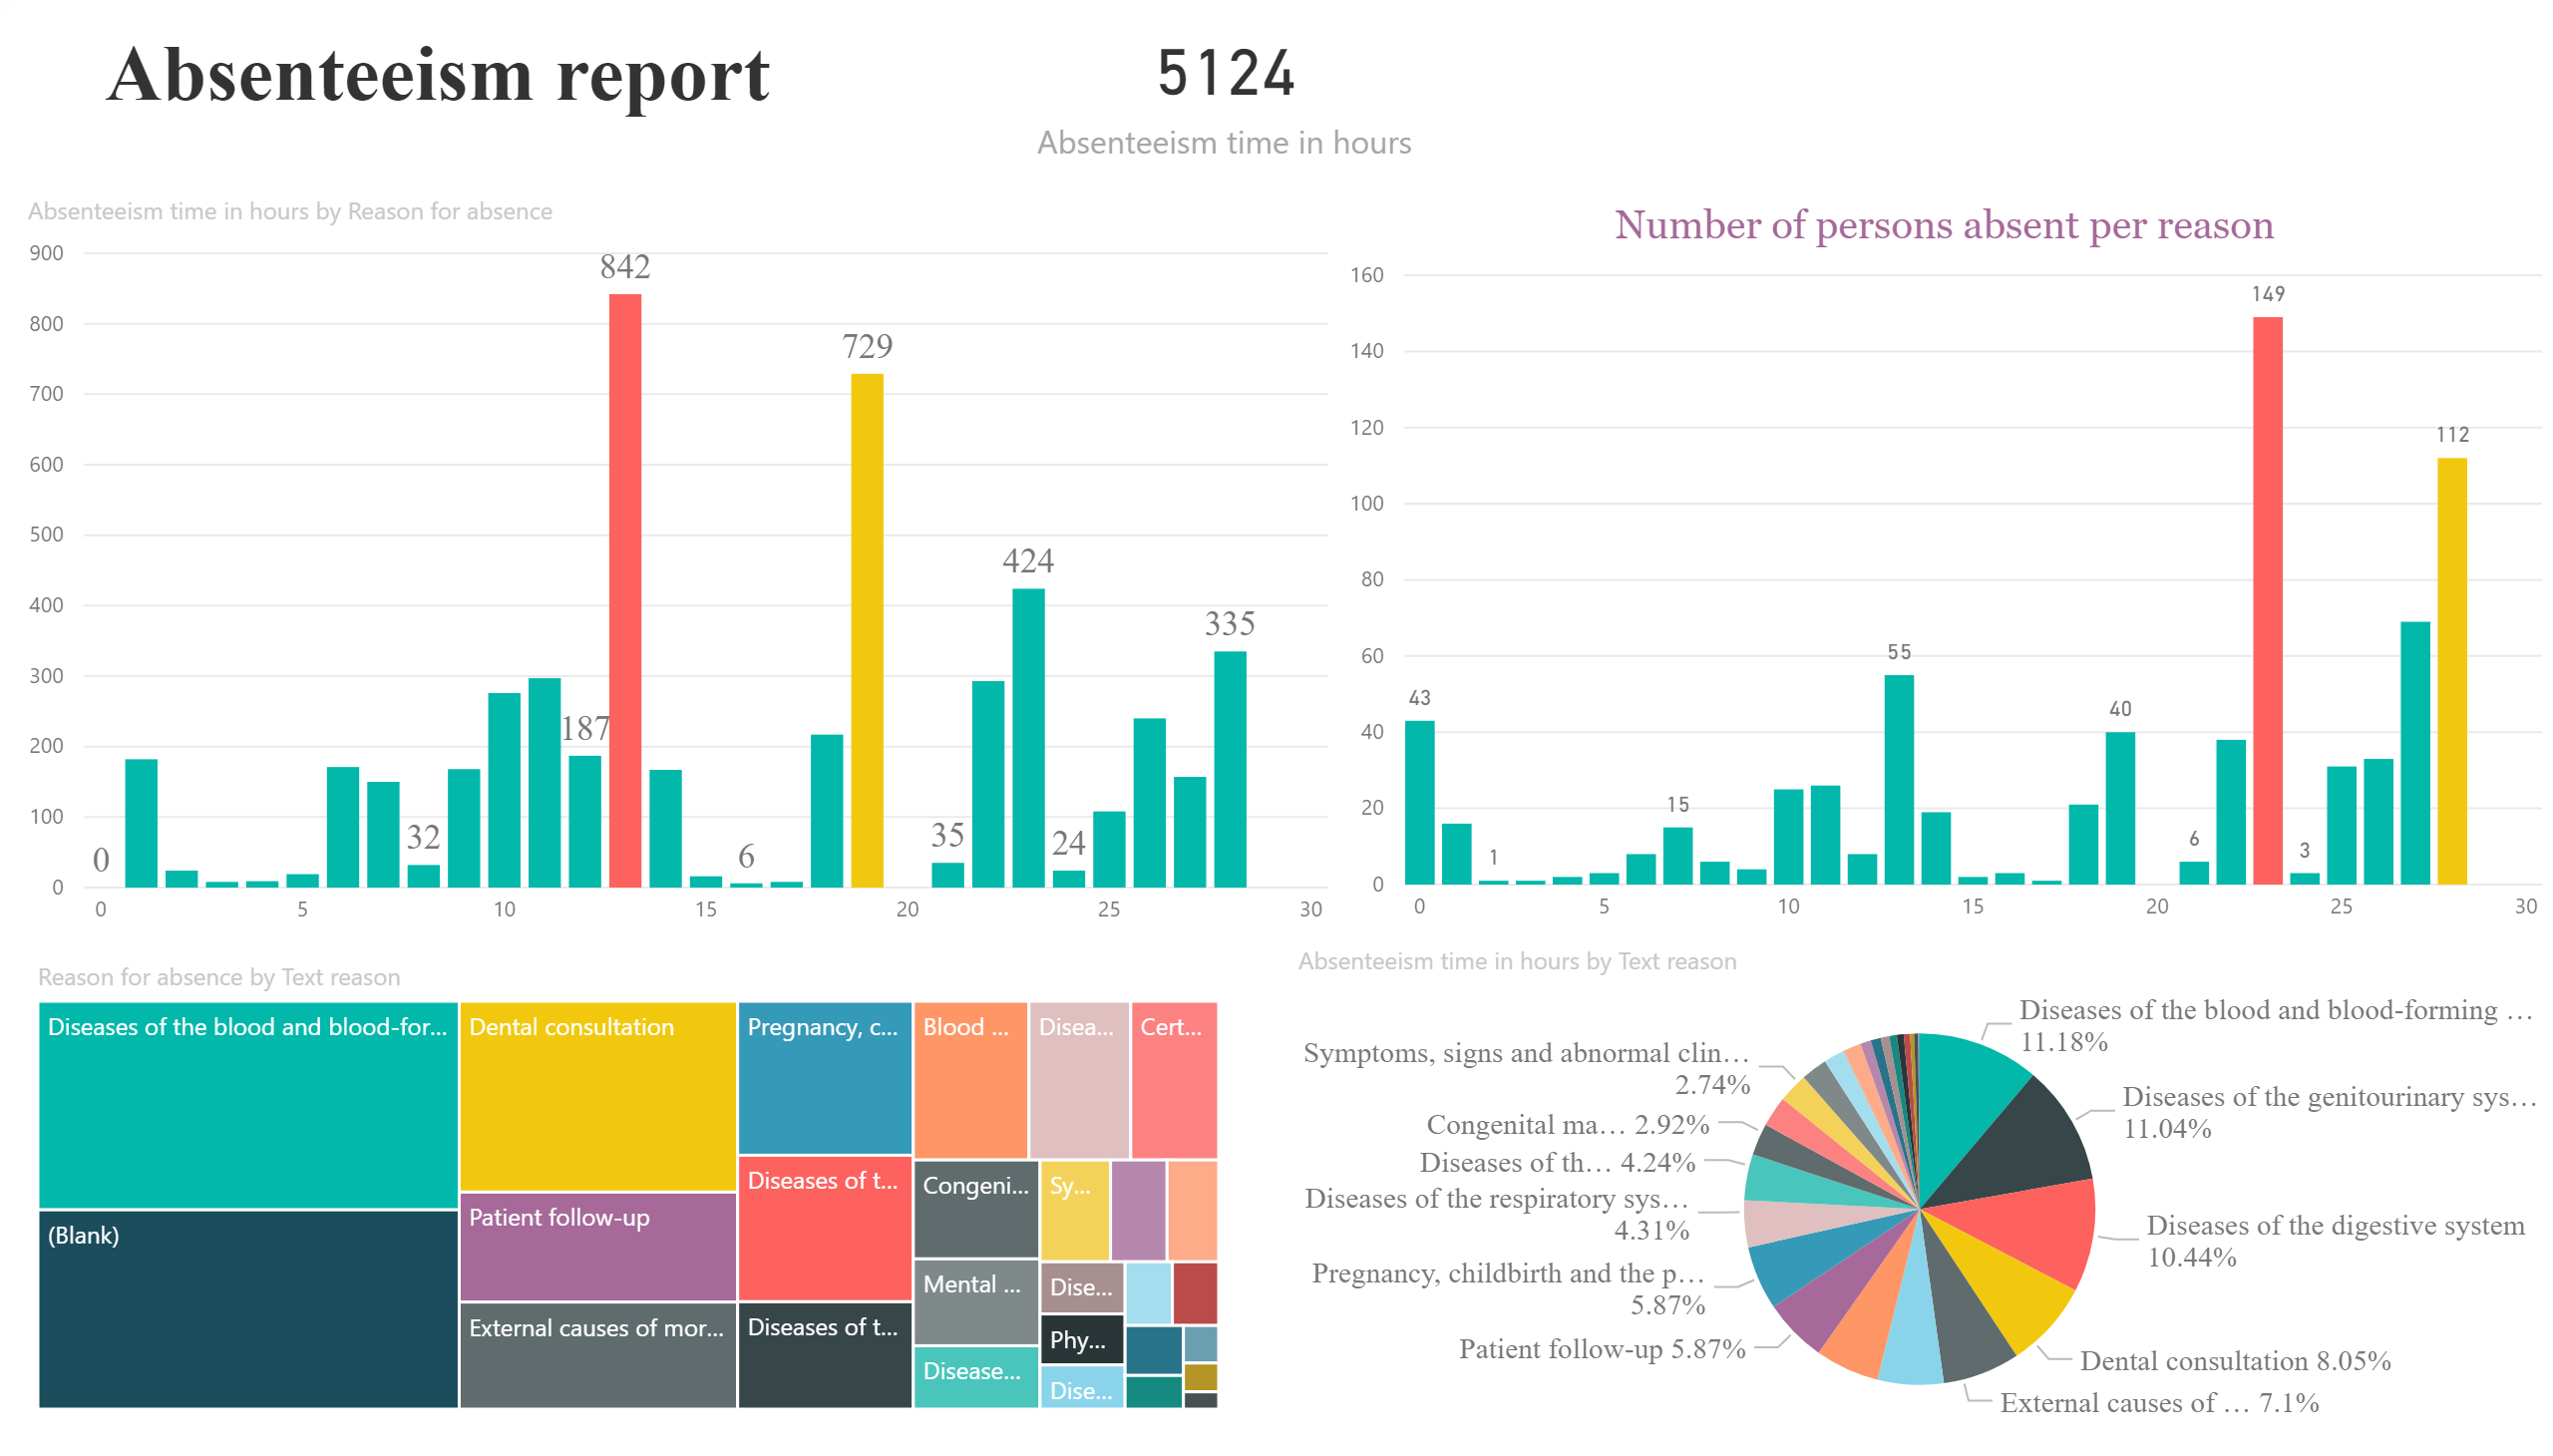 Absenteeism report
5124
Absenteeism time in hours
Absenteeism time in hours by Reason for absence
900
800
700
600
500
400
300
200
100
0
842
729
424
335
187
32
0
6
35
24
0 5 10 15 20 25 30
Number of persons absent per reason
160
140
120
100
80
60
40
20
0
149
112
55
43
40
15
1
6
3
0 5 10 15 20 25 30
Reason for absence by Text reason
Diseases of the blood and blood-for...
(Blank)
Dental consultation
Patient follow-up
External causes of mor...
Pregnancy, c...
Diseases of t...
Diseases of t...
Blood ...
Disea...
Cert...
Congeni...
Sy...
Mental ...
Dise...
Phy...
Disease...
Dise...
Absenteeism time in hours by Text reason
Diseases of the blood and blood-forming ...
11.18%
Diseases of the genitourinary sys...
11.04%
Diseases of the digestive system
10.44%
Dental consultation 8.05%
External causes of ... 7.1%
Patient follow-up 5.87%
Pregnancy, childbirth and the p...
5.87%
Diseases of the respiratory sys...
4.31%
Diseases of th... 4.24%
Congenital ma... 2.92%
Symptoms, signs and abnormal clin...
2.74%